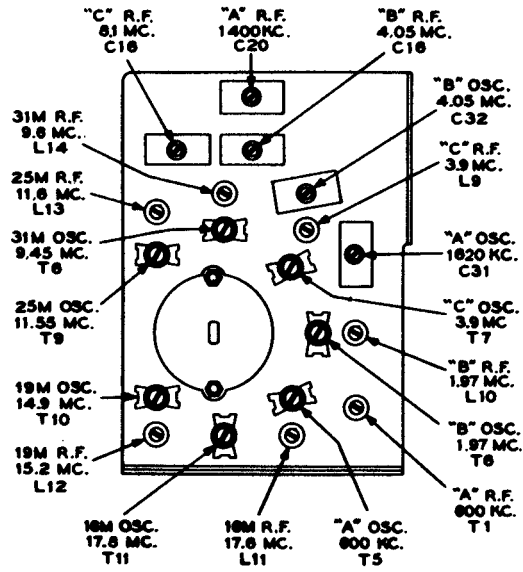 "C" R.F.
8.1 MC.
C16
"A" R.F.
1400 KC.
C20
"B" R.F.
4.05 MC.
C18
"B" OSC.
4.05 MC.
C32
31M R.F.
9.6 MC.
L14
"C" R.F.
3.9 MC.
L9
25M R.F.
11.6 MC.
L13
31M OSC.
9.45 MC.
T8
"A" OSC.
1620 KC.
C31
25M OSC.
11.55 MC.
T9
"C" OSC.
3.9 MC
T7
"B" R.F.
1.97 MC.
L10
19M OSC.
14.9 MC.
T10
"B" OSC.
1.97 MC.
T6
19M R.F.
15.2 MC.
L12
"A" R.F.
600 KC.
T1
16M OSC.
17.8 MC.
T11
16M R.F.
17.8 MC.
L11
"A" OSC.
600 KC.
T5